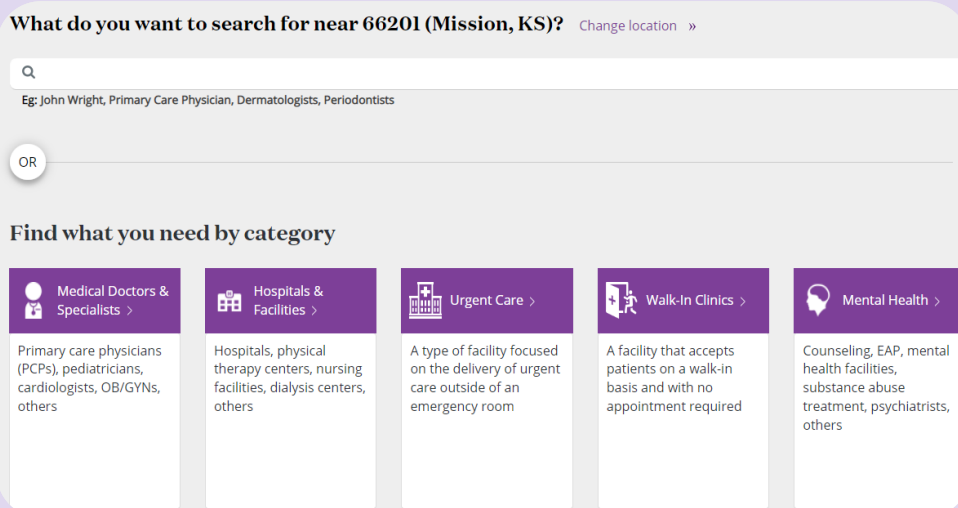 What do you want to search for near 66201 (Mission, KS)? Change location »
Eg: John Wright, Primary Care Physician, Dermatologists, Periodontists
OR
Find what you need by category
Medical Doctors &
Specialists >
Primary care physicians
(PCPs), pediatricians,
cardiologists, OB/GYNs,
others
Hospitals &
Facilities >
Hospitals, physical
therapy centers, nursing
facilities, dialysis centers,
others
Urgent Care >
A type of facility focused
on the delivery of urgent
care outside of an
emergency room
Walk-In Clinics >
A facility that accepts
patients on a walk-in
basis and with no
appointment required
Mental Health >
Counseling, EAP, mental
health facilities,
substance abuse
treatment, psychiatrists,
others